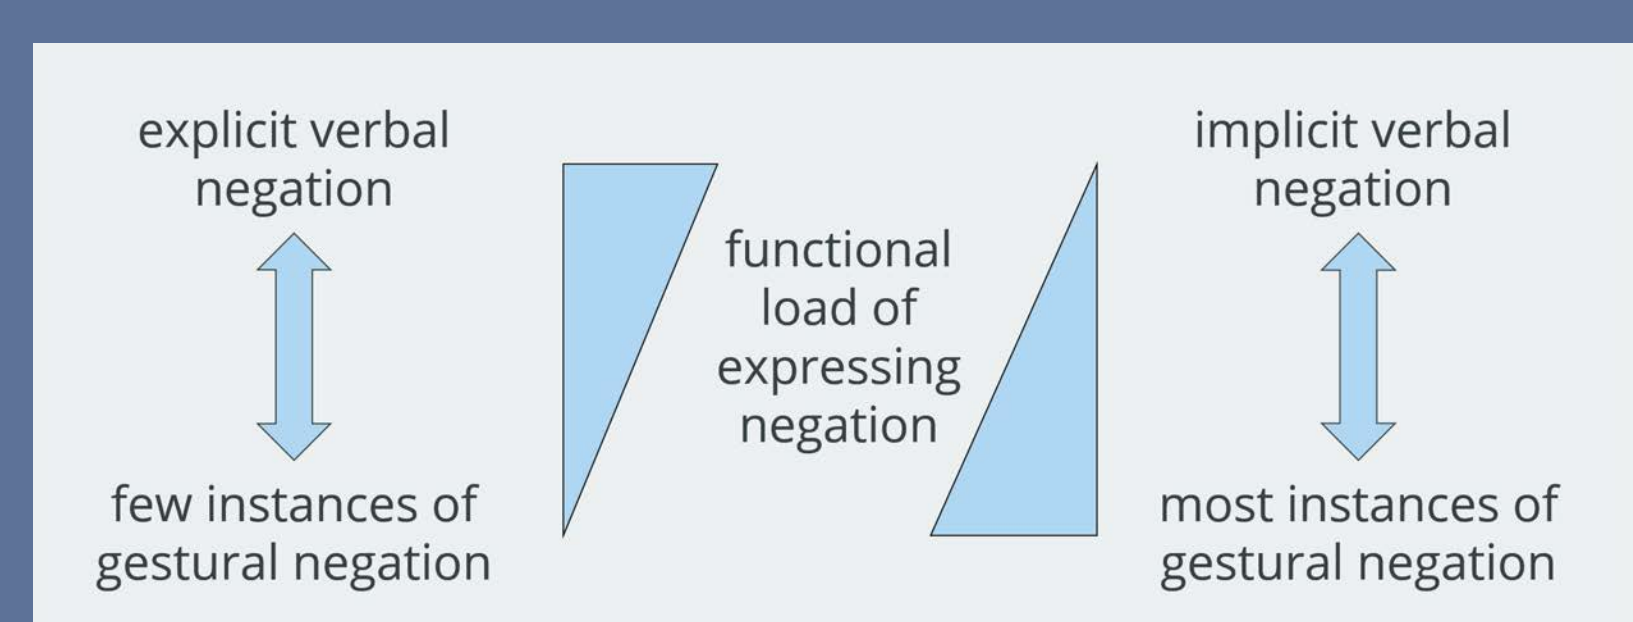 explicit verbal
negation
few instances of
gestural negation
functional
load of
expressing
negation
implicit verbal
negation
most instances of
gestural negation